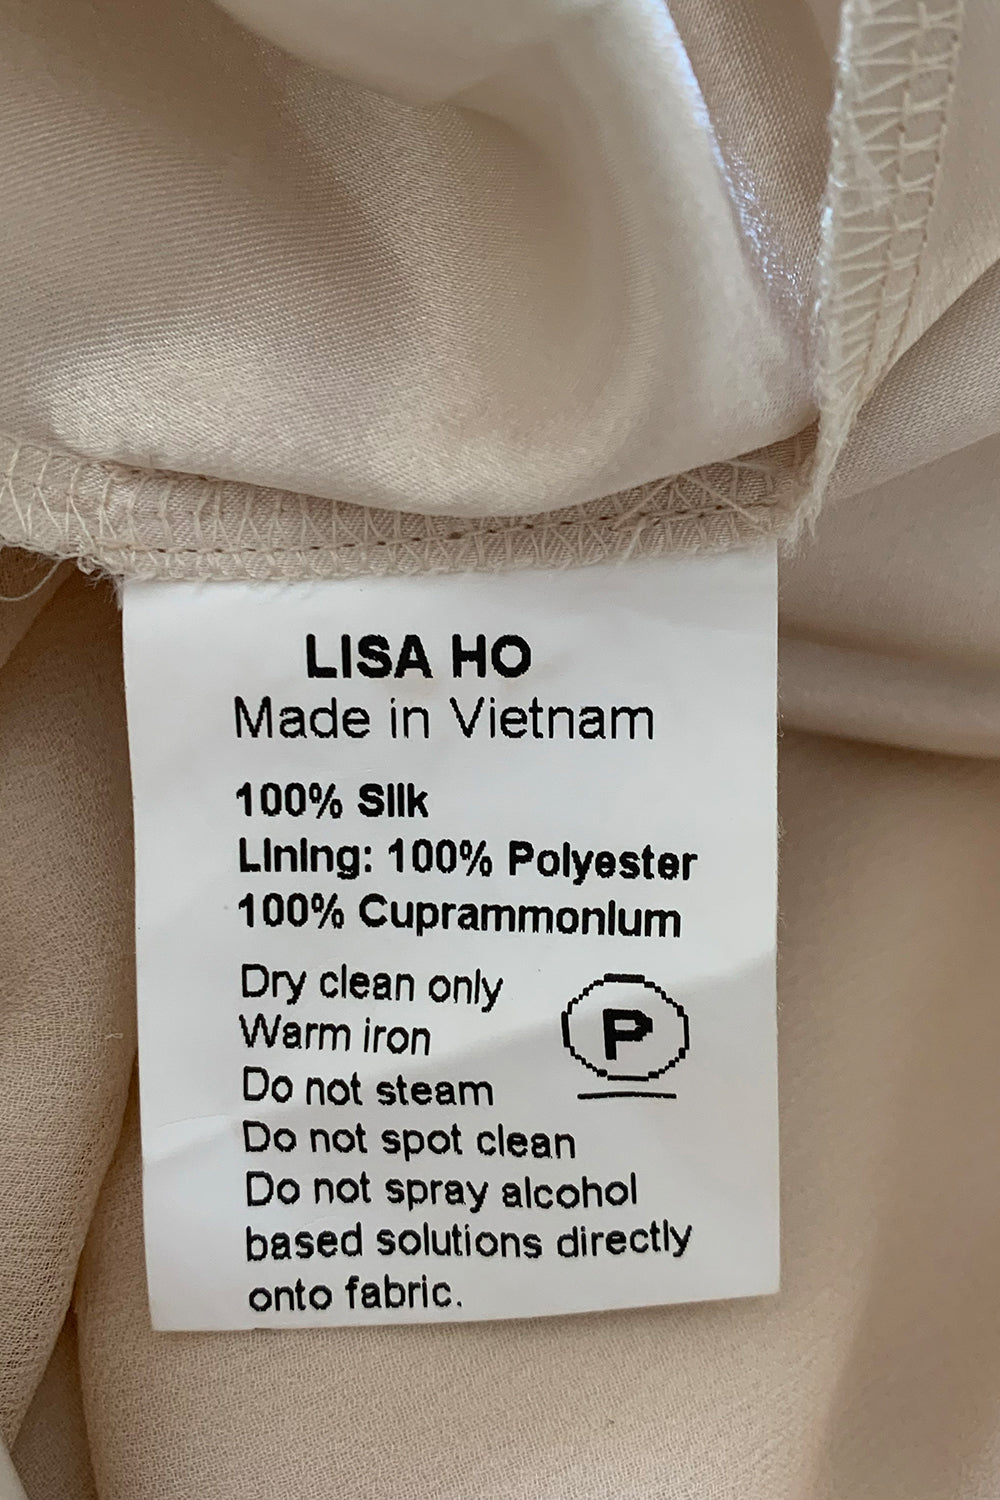 LISA HO
Made in Vietnam
100% Silk
Lining: 100% Polyester
100% Cuprammonium
Dry clean only
Warm iron
P
Do not steam
Do not spot clean
Do not spray alcohol
based solutions directly
onto fabric.